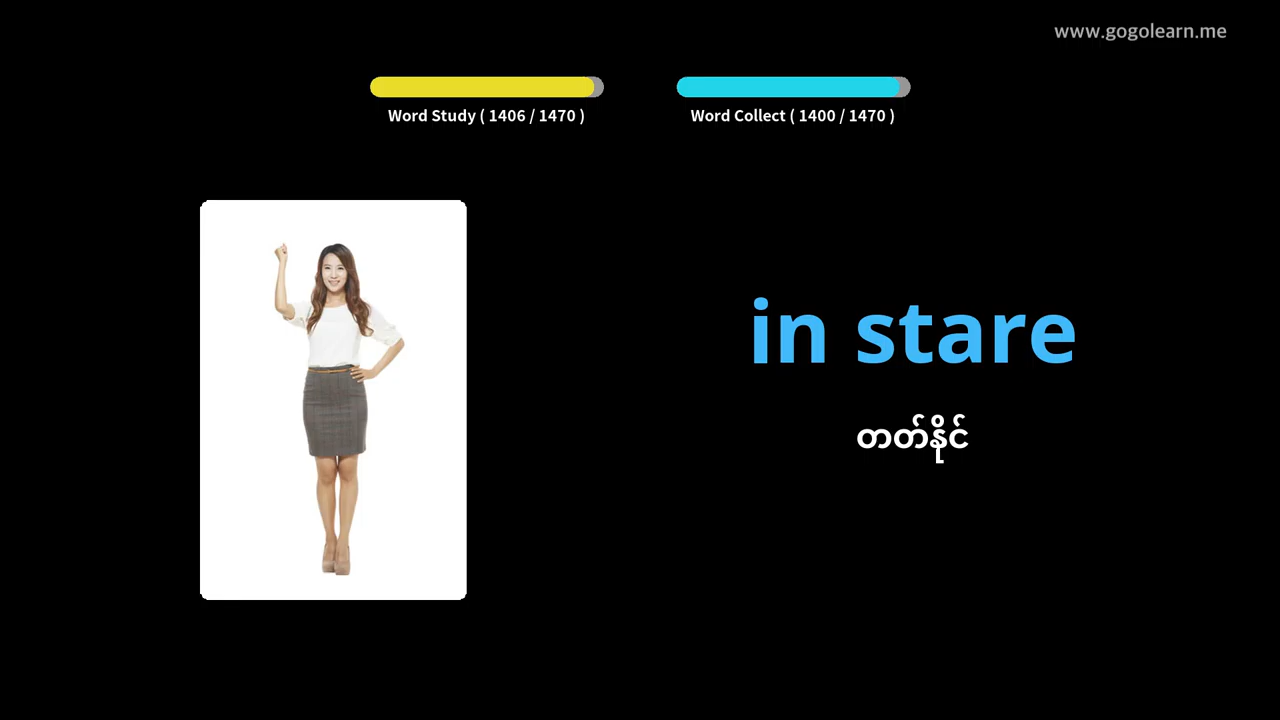 www.gogolearn.me
Word Study ( 1406 / 1470 )
Word Collect ( 1400 / 1470 )
in stare
တတ်နိုင်